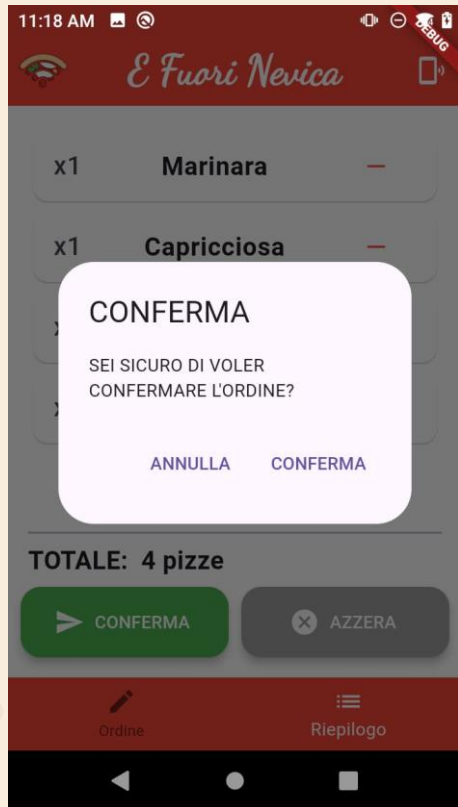 11:18 AM
DEBUG
E Fuori Nevica
x1 Marinara
x1 Capricciosa
CONFERMA
SEI SICURO DI VOLER
CONFERMARE L'ORDINE?
ANNULLA CONFERMA
TOTALE: 4 pizze
CONFERMA AZZERA
Ordine Riepilogo